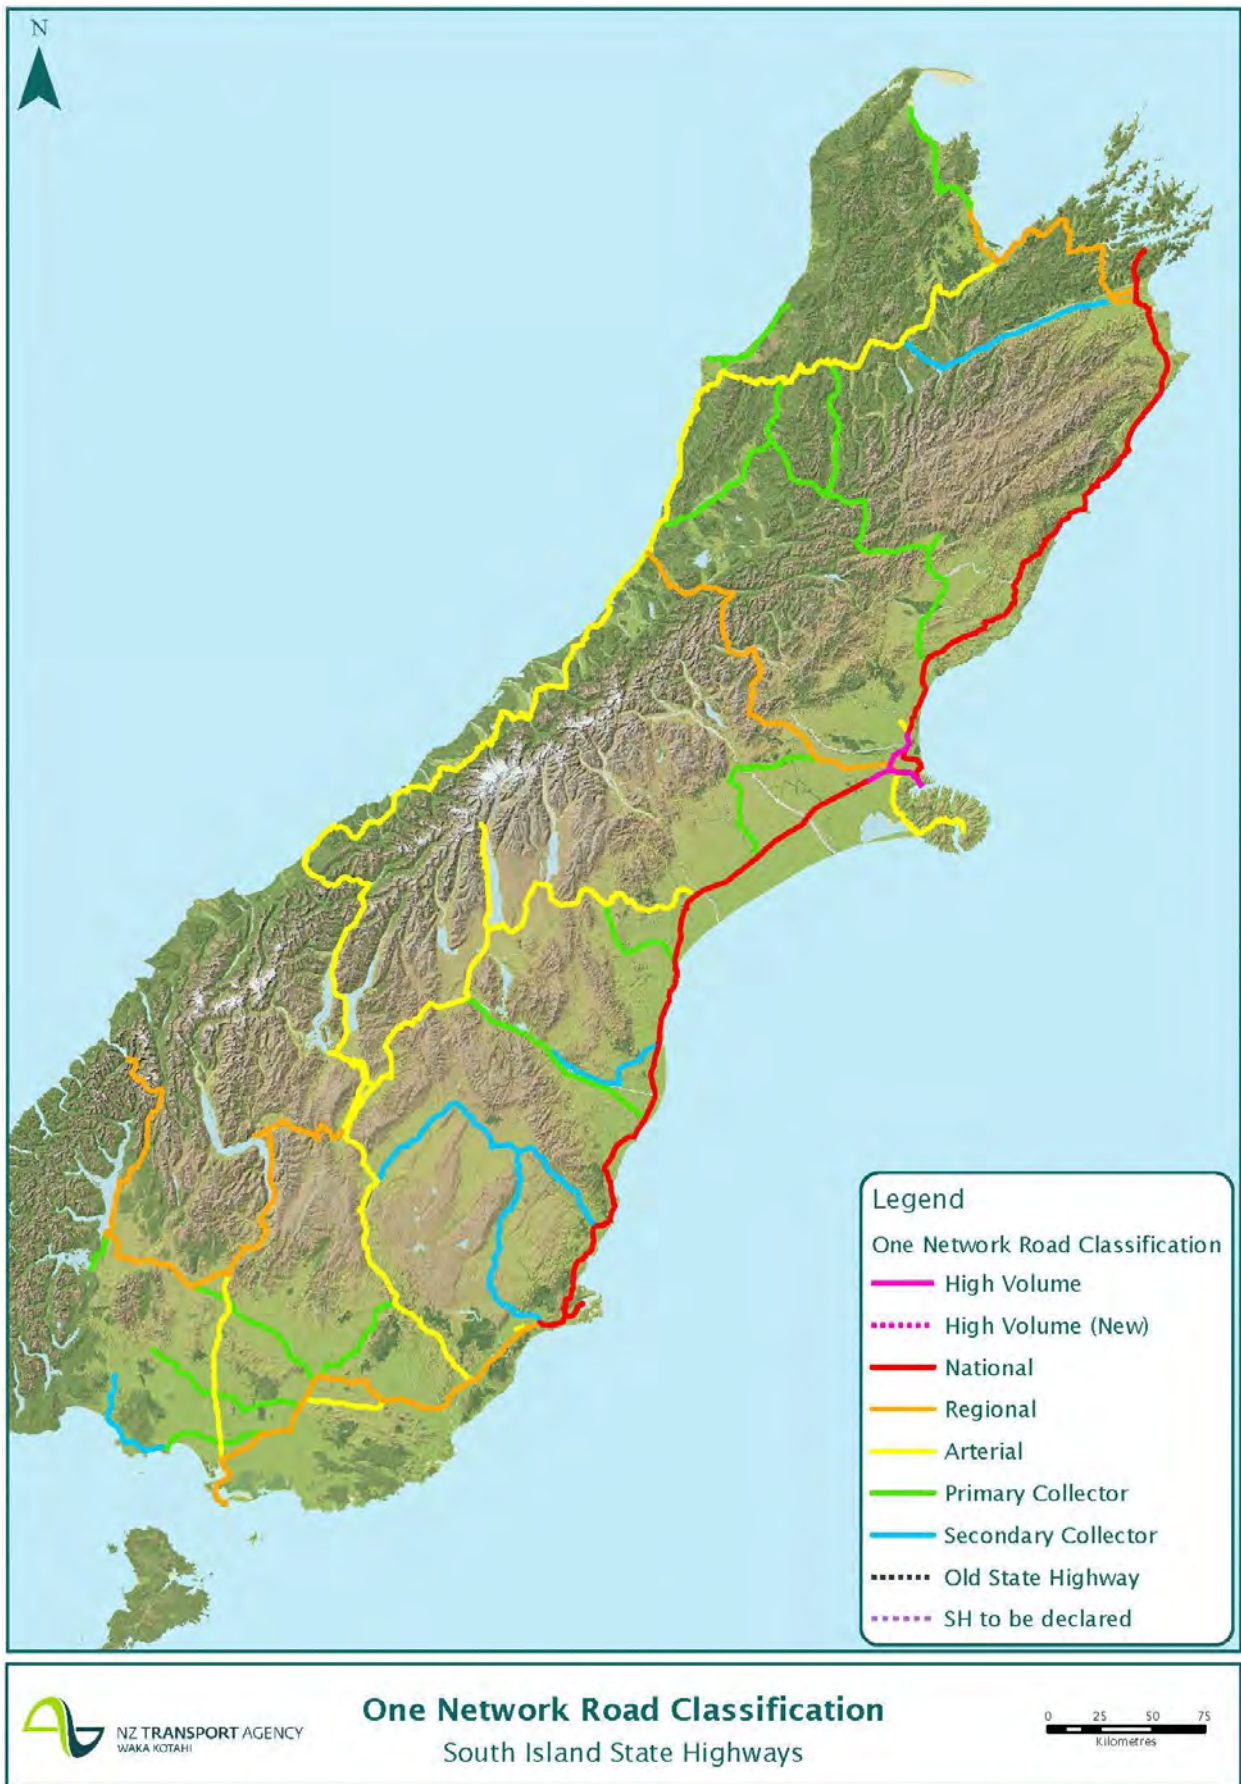 N
Legend
One Network Road Classification
High Volume
High Volume (New)
National
Regional
Arterial
Primary Collector
Secondary Collector
Old State Highway
SH to be declared
NZ TRANSPORT AGENCY
WAKA KOTAHI
One Network Road Classification
South Island State Highways
0 25 50 75
Kilometres